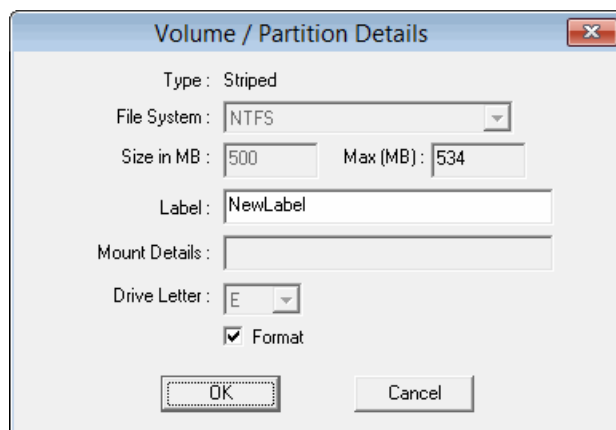 Volume / Partition Details
Type : Striped
File System : NTFS
Size in MB : 500 Max (MB) : 534
Label : NewLabel
Mount Details :
Drive Letter : E
Format
OK Cancel